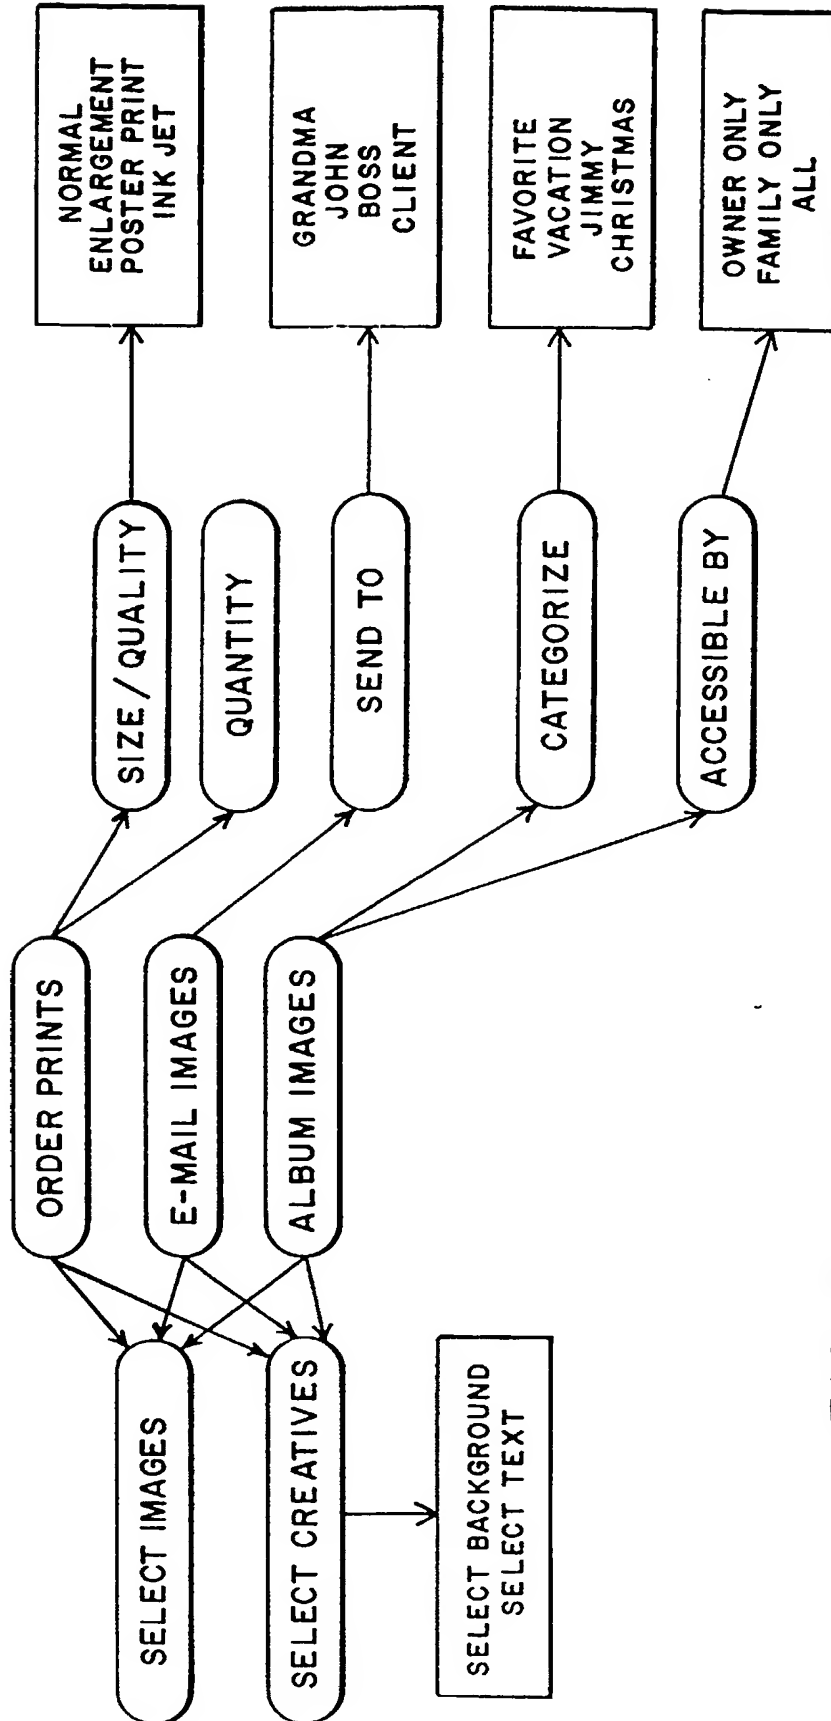 SELECT IMAGES
SELECT CREATIVES
SELECT BACKGROUND
SELECT TEXT
ORDER PRINTS
E-MAIL IMAGES
ALBUM IMAGES
SIZE/QUALITY
QUANTITY
SEND TO
CATEGORIZE
ACCESSIBLE BY
NORMAL
ENLARGEMENT
POSTER PRINT
INK JET
GRANDMA
JOHN
BOSS
CLIENT
FAVORITE
VACATION
JIMMY
CHRISTMAS
OWNER ONLY
FAMILY ONLY
ALL